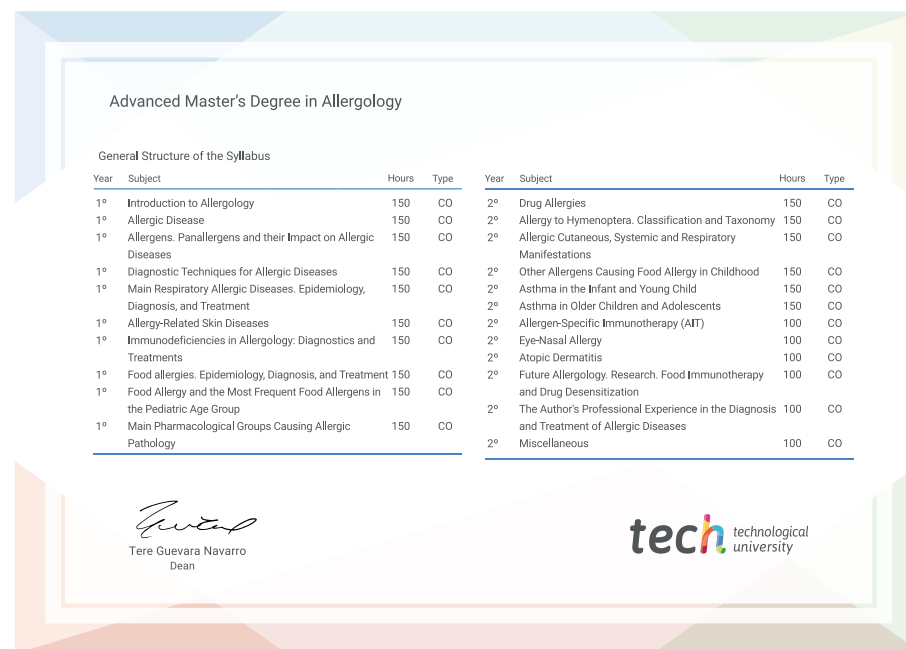 Advanced Master's Degree in Allergology
General Structure of the Syllabus
Year Subject Hours Type
1º Introduction to Allergology 150 CO
1º Allergic Disease 150 CO
1º Allergens. Panallergens and their Impact on Allergic 150 CO
Diseases
1º Diagnostic Techniques for Allergic Diseases 150 CO
1º Main Respiratory Allergic Diseases. Epidemiology, 150 CO
Diagnosis, and Treatment
1º Allergy-Related Skin Diseases 150 CO
1º Immunodeficiencies in Allergology: Diagnostics and 150 CO
Treatments
1º Food allergies. Epidemiology, Diagnosis, and Treatment 150 CO
1º Food Allergy and the Most Frequent Food Allergens in 150 CO
the Pediatric Age Group
1º Main Pharmacological Groups Causing Allergic 150 CO
Pathology
Year Subject Hours Type
2º Drug Allergies 150 CO
2º Allergy to Hymenoptera. Classification and Taxonomy 150 CO
2º Allergic Cutaneous, Systemic and Respiratory 150 CO
Manifestations
2º Other Allergens Causing Food Allergy in Childhood 150 CO
2º Asthma in the Infant and Young Child 150 CO
2º Asthma in Older Children and Adolescents 150 CO
2º Allergen-Specific Immunotherapy (AIT) 100 CO
2º Eye-Nasal Allergy 100 CO
2º Atopic Dermatitis 100 CO
2º Future Allergology. Research. Food Immunotherapy 100 CO
and Drug Desensitization
2º The Author's Professional Experience in the Diagnosis 100 CO
and Treatment of Allergic Diseases
2º Miscellaneous 100 CO
Tere Guevara Navarro
Dean
tech technological
university